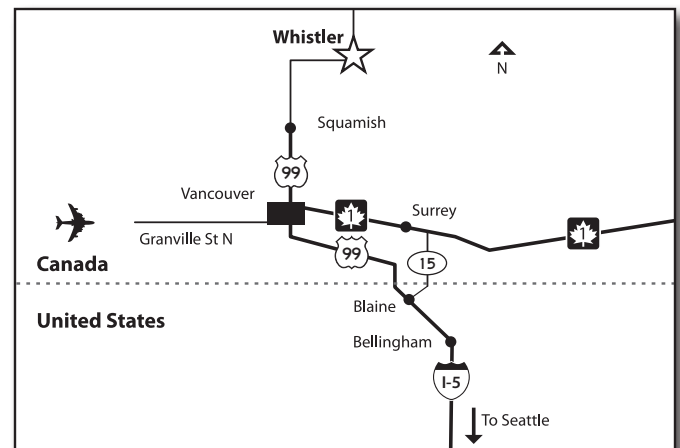 Whistler
N
Squamish
99
Vancouver
1
Surrey
1
Granville St N
99
15
Canada
United States
Blaine
Bellingham
I-5
To Seattle